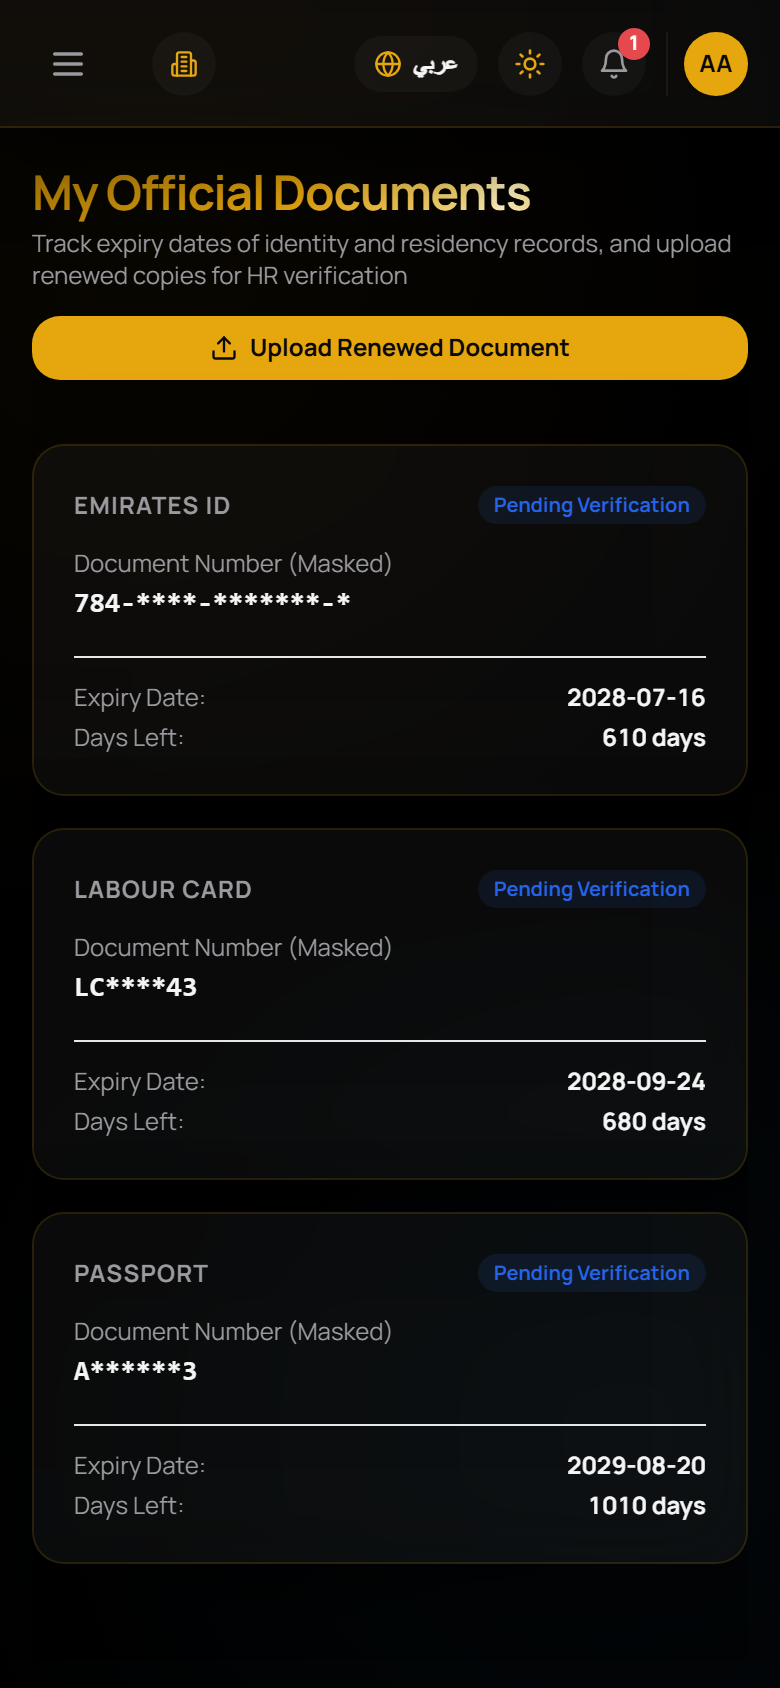 عربي
1
AA
My Official Documents
Track expiry dates of identity and residency records, and upload
renewed copies for HR verification
Upload Renewed Document
EMIRATES ID
Pending Verification
Document Number (Masked)
784-****-*******-*
Expiry Date:
2028-07-16
Days Left:
610 days
LABOUR CARD
Pending Verification
Document Number (Masked)
LC****43
Expiry Date:
2028-09-24
Days Left:
680 days
PASSPORT
Pending Verification
Document Number (Masked)
A******3
Expiry Date:
2029-08-20
Days Left:
1010 days